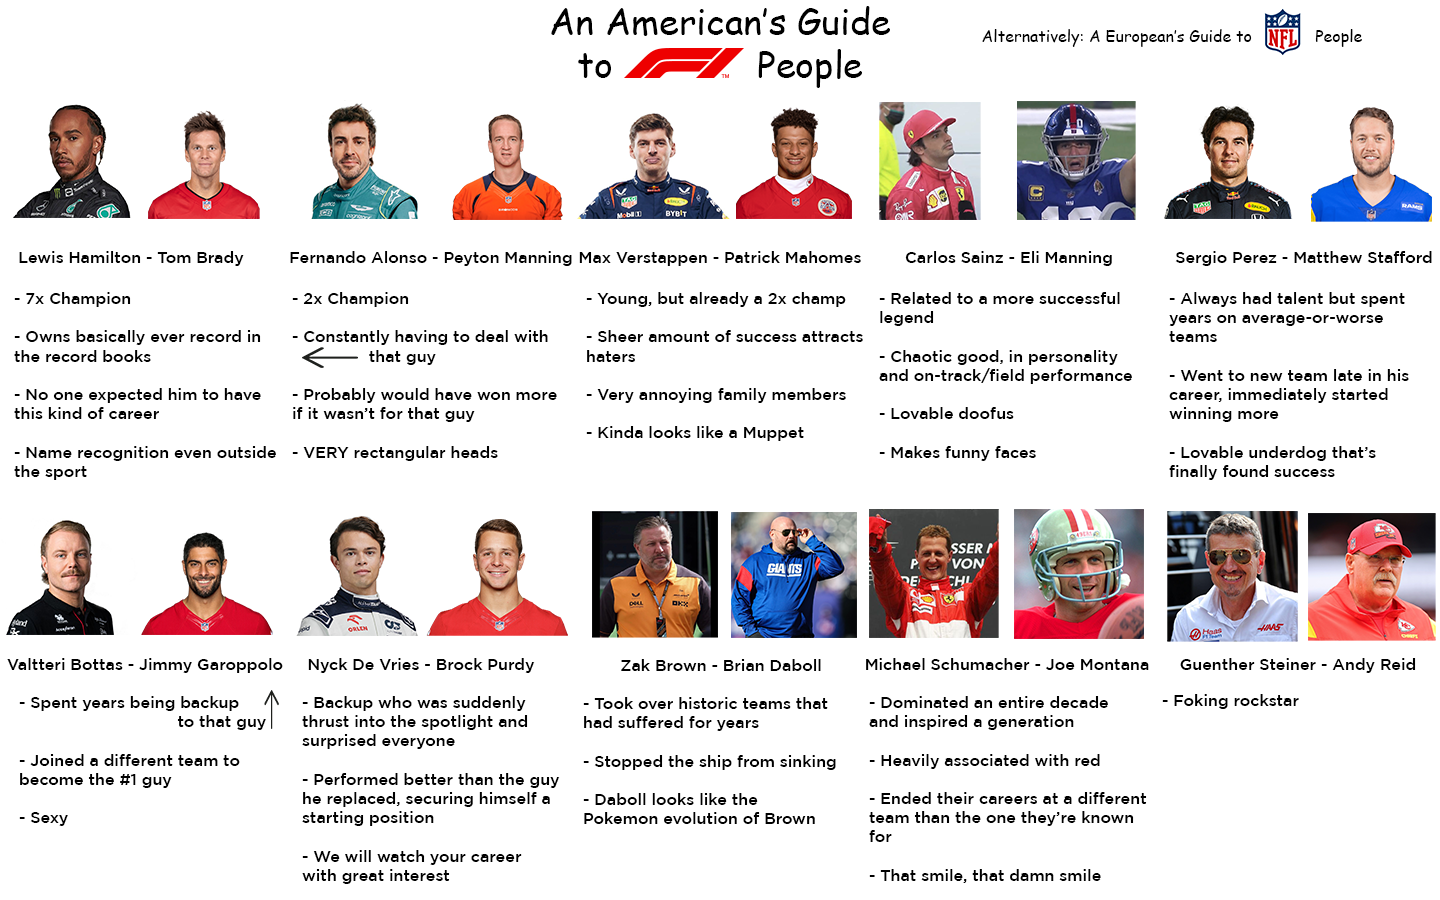 An American's Guide
to F1 People
Alternatively: A European's Guide to NFL People
Lewis Hamilton - Tom Brady
- 7x Champion
- Owns basically ever record in
the record books
- No one expected him to have
this kind of career
- Name recognition even outside
the sport
Fernando Alonso - Peyton Manning
- 2x Champion
- Constantly having to deal with
that guy
- Probably would have won more
if it wasn't for that guy
- VERY rectangular heads
Max Verstappen - Patrick Mahomes
- Young, but already a 2x champ
- Sheer amount of success attracts
haters
- Very annoying family members
- Kinda looks like a Muppet
Carlos Sainz - Eli Manning
- Related to a more successful
legend
- Chaotic good, in personality
and on-track/field performance
- Lovable doofus
- Makes funny faces
Sergio Perez - Matthew Stafford
- Always had talent but spent
years on average-or-worse
teams
- Went to new team late in his
career, immediately started
winning more
- Lovable underdog that's
finally found success
Valtteri Bottas - Jimmy Garoppolo
- Spent years being backup
to that guy
- Joined a different team to
become the #1 guy
- Sexy
Nyck De Vries - Brock Purdy
- Backup who was suddenly
thrust into the spotlight and
surprised everyone
- Performed better than the guy
he replaced, securing himself a
starting position
- We will watch your career
with great interest
Zak Brown - Brian Daboll
- Took over historic teams that
had suffered for years
- Stopped the ship from sinking
- Daboll looks like the
Pokemon evolution of Brown
Michael Schumacher - Joe Montana
- Dominated an entire decade
and inspired a generation
- Heavily associated with red
- Ended their careers at a different
team than the one they're known
for
- That smile, that damn smile
Guenther Steiner - Andy Reid
- Foking rockstar